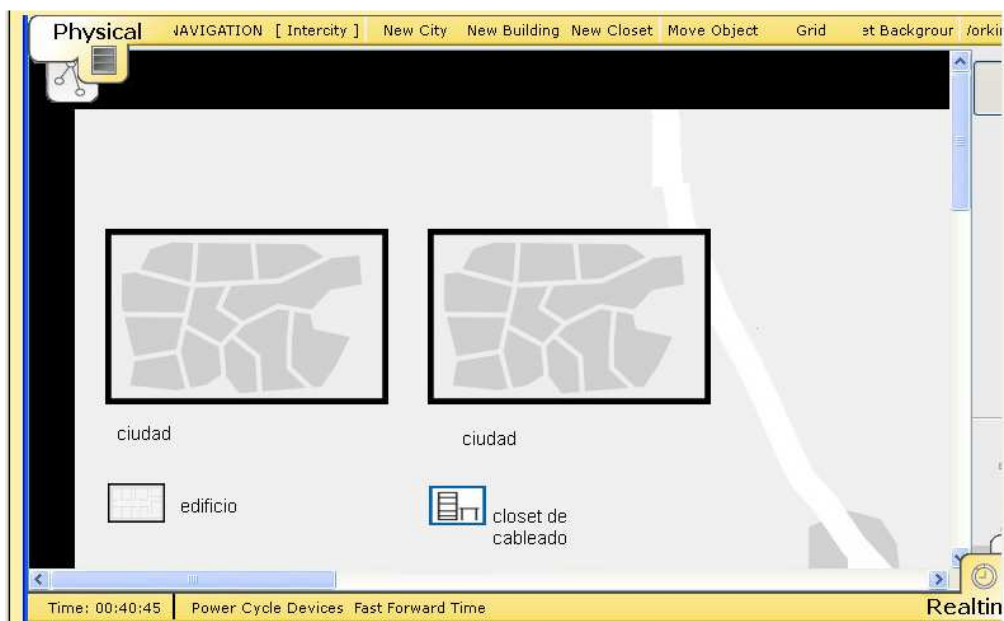 Physical NAVIGATION [ Intercity ] New City New Building New Closet Move Object Grid et Backgrour
ciudad
ciudad
edificio
closet de
cableado
Time: 00:40:45 Power Cycle Devices Fast Forward Time Realtin